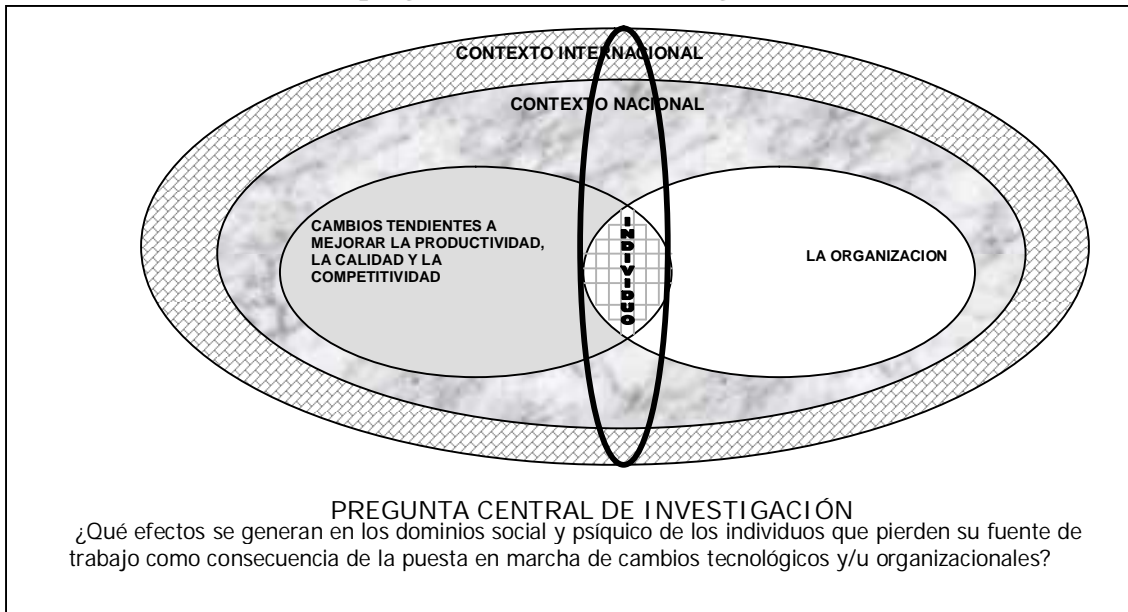 CONTEXTO INTERNACIONAL
CONTEXTO NACIONAL
CAMBIOS TENDIENTES A
MEJORAR LA PRODUCTIVIDAD,
LA CALIDAD Y LA
COMPETITIVIDAD
INDIVIDUO
LA ORGANIZACION
PREGUNTA CENTRAL DE INVESTIGACIÓN
¿Qué efectos se generan en los dominios social y psíquico de los individuos que pierden su fuente de
trabajo como consecuencia de la puesta en marcha de cambios tecnológicos y/u organizacionales?